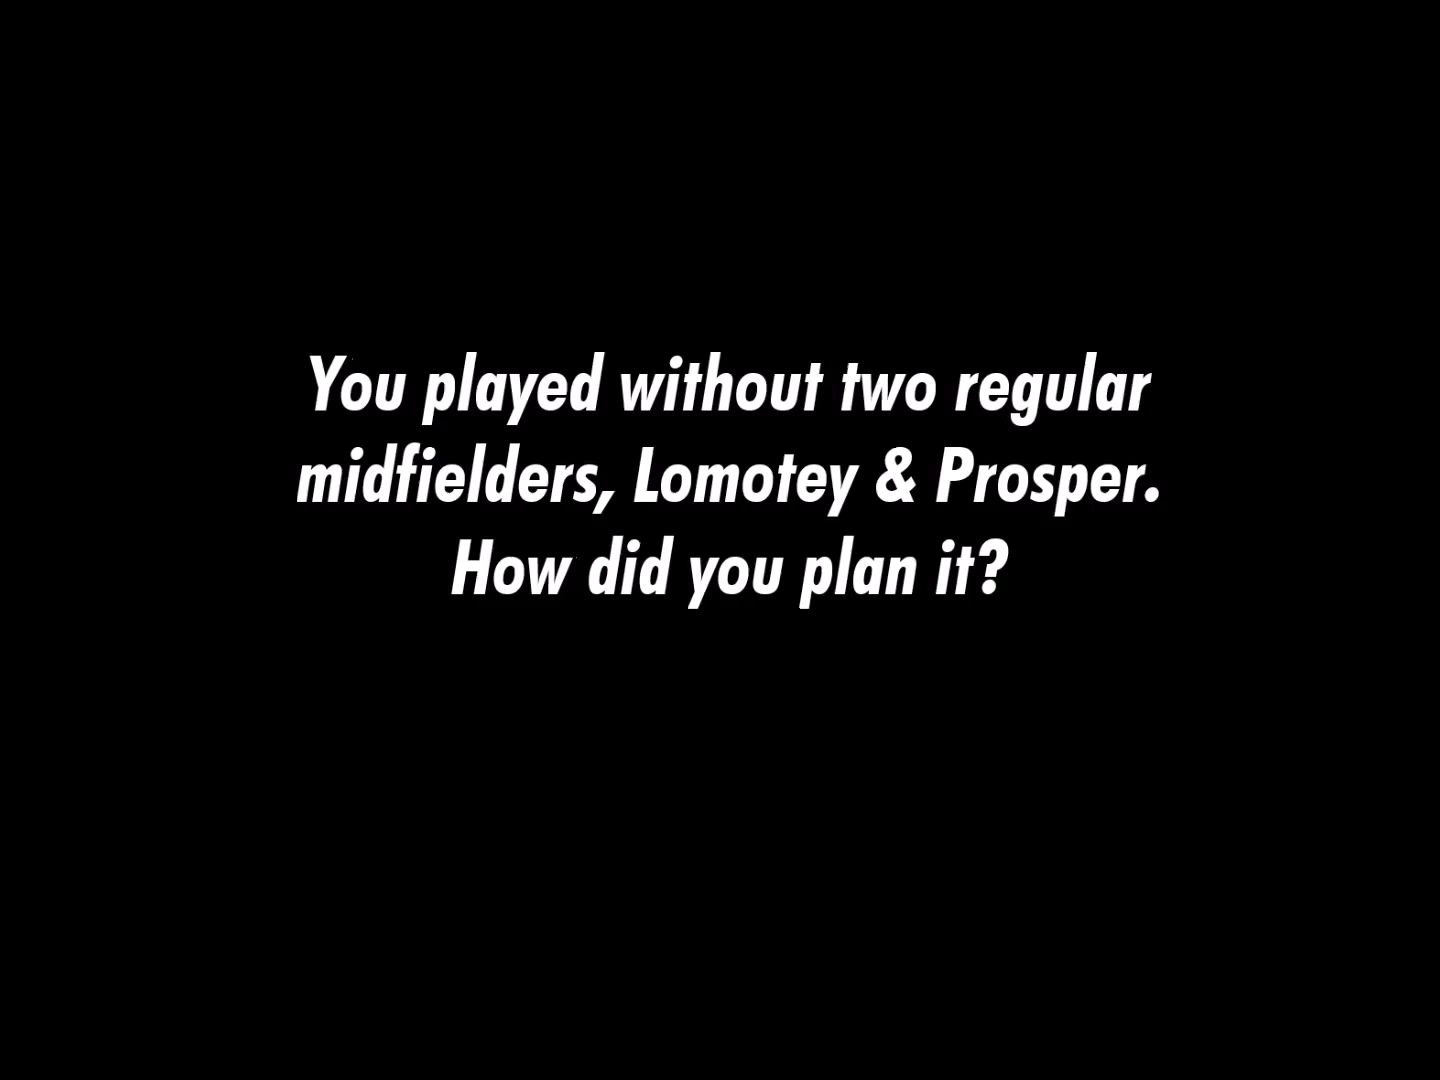 You played without two regular
midfielders, Lomotey & Prosper.
How did you plan it?